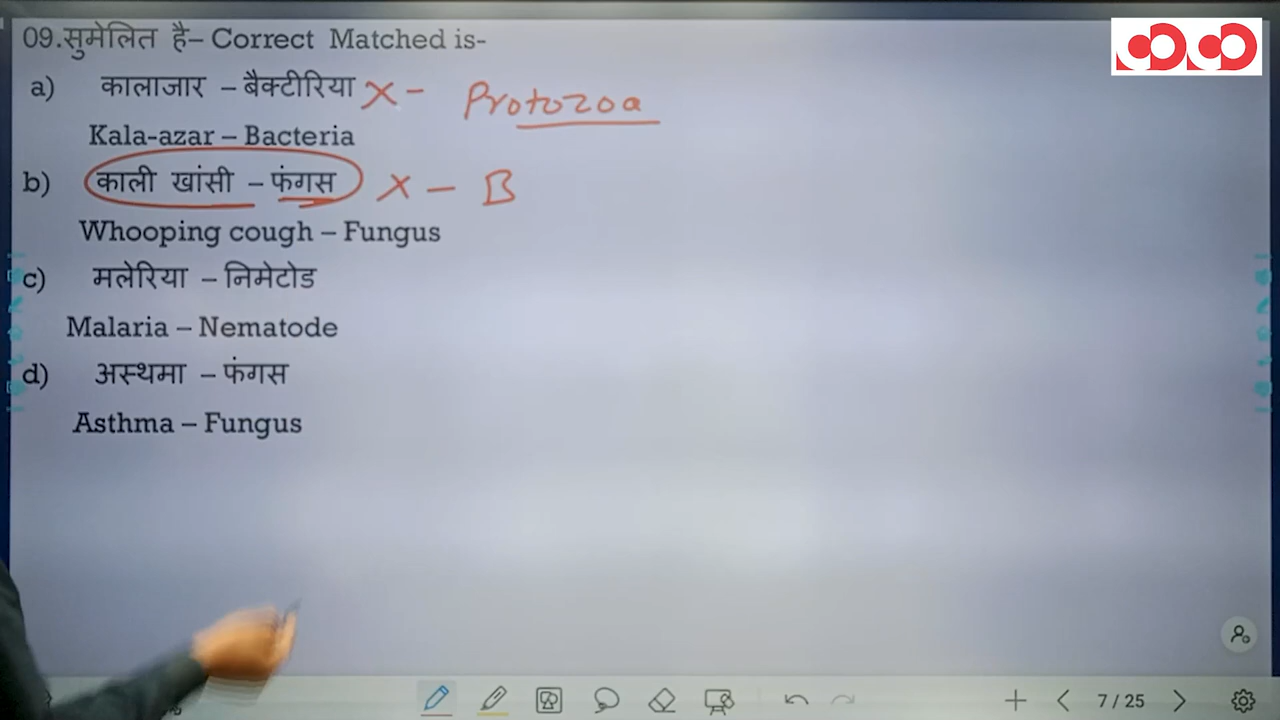 09.सुमेलित है– Correct Matched is-
a) कालाजार – बैक्टीरिया X - Protozoa
Kala-azar – Bacteria
b) काली खांसी – फंगस X - B
Whooping cough – Fungus
c) मलेरिया – निमेटोड
Malaria – Nematode
d) अस्थमा – फंगस
Asthma – Fungus
7 / 25